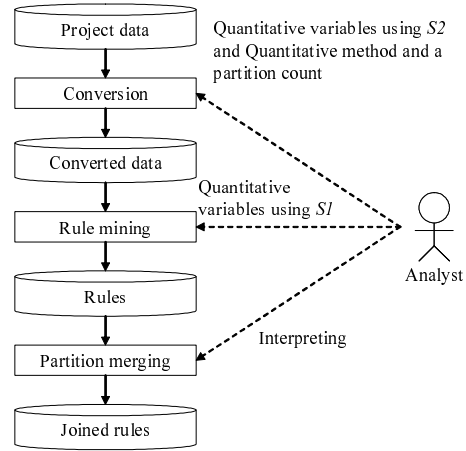 Project data
Quantitative variables using S2
and Quantitative method and a
partition count
Conversion
Converted data
Quantitative
variables using S1
Rule mining
Analyst
Rules
Interpreting
Partition merging
Joined rules